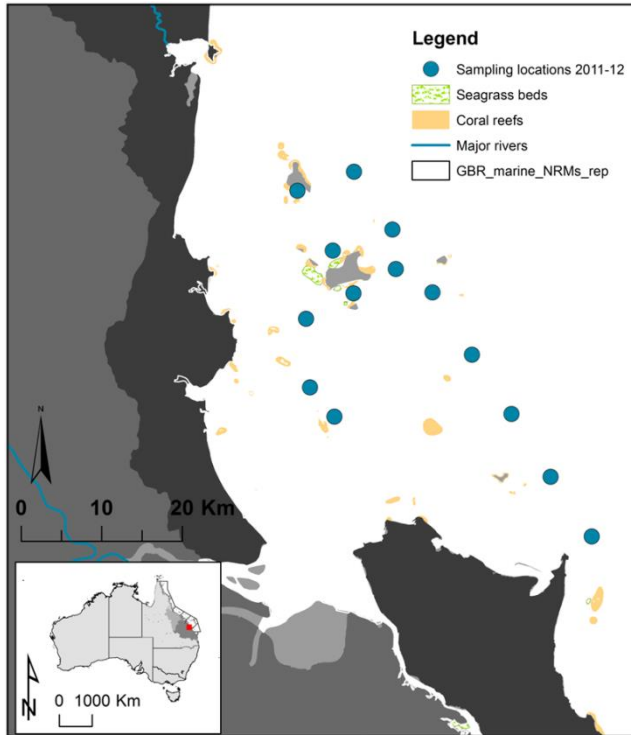 Legend
Sampling locations 2011-12
Seagrass beds
Coral reefs
Major rivers
GBR_marine_NRMs_rep
N
0 10 20 Km
N
0 1000 Km